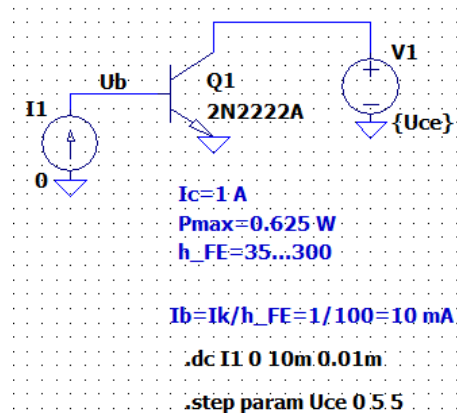 V1
Ub
Q1
I1
2N2222A
{Uce}
0
Ic=1 A
Pmax=0.625 W
h_FE=35...300
Ib=Ik/h_FE=1/100=10 mA
.dc I1 0 10m 0.01m
.step param Uce 0 5 5